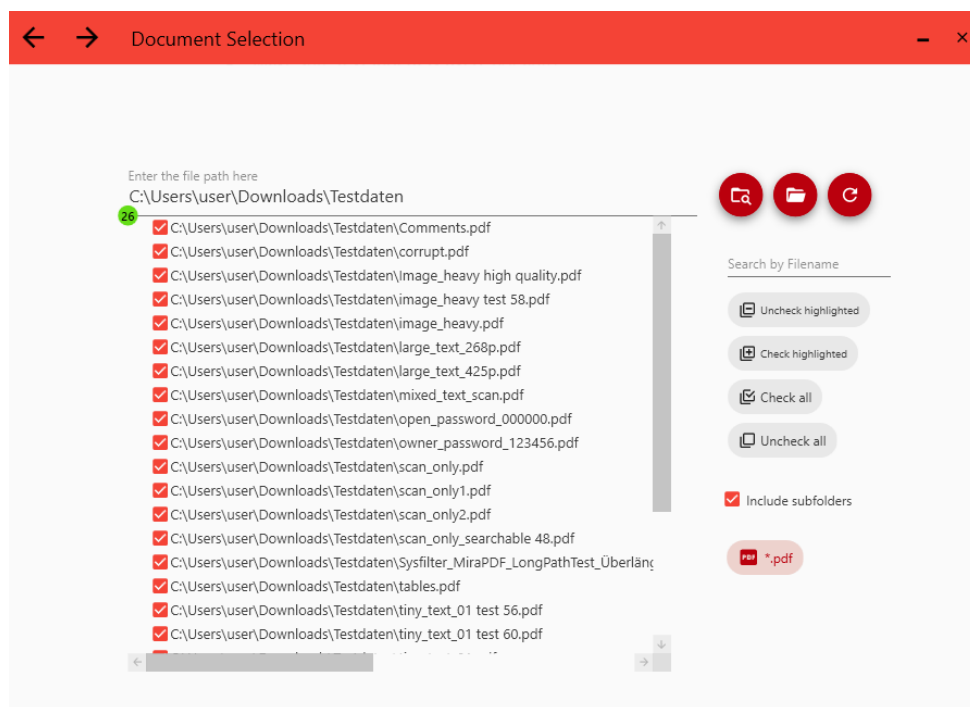 Document Selection
Enter the file path here
C:\Users\user\Downloads\Testdaten
26
C:\Users\user\Downloads\Testdaten\Comments.pdf
C:\Users\user\Downloads\Testdaten\corrupt.pdf
C:\Users\user\Downloads\Testdaten\Image_heavy high quality.pdf
C:\Users\user\Downloads\Testdaten\image_heavy test 58.pdf
C:\Users\user\Downloads\Testdaten\image_heavy.pdf
C:\Users\user\Downloads\Testdaten\large_text_268p.pdf
C:\Users\user\Downloads\Testdaten\large_text_425p.pdf
C:\Users\user\Downloads\Testdaten\mixed_text_scan.pdf
C:\Users\user\Downloads\Testdaten\open_password_000000.pdf
C:\Users\user\Downloads\Testdaten\owner_password_123456.pdf
C:\Users\user\Downloads\Testdaten\scan_only.pdf
C:\Users\user\Downloads\Testdaten\scan_only1.pdf
C:\Users\user\Downloads\Testdaten\scan_only2.pdf
C:\Users\user\Downloads\Testdaten\scan_only_searchable 48.pdf
C:\Users\user\Downloads\Testdaten\Sysfilter_MiraPDF_LongPathTest_Überläng
C:\Users\user\Downloads\Testdaten\tables.pdf
C:\Users\user\Downloads\Testdaten\tiny_text_01 test 56.pdf
C:\Users\user\Downloads\Testdaten\tiny_text_01 test 60.pdf
Search by Filename
Uncheck highlighted
Check highlighted
Check all
Uncheck all
Include subfolders
PDF *.pdf